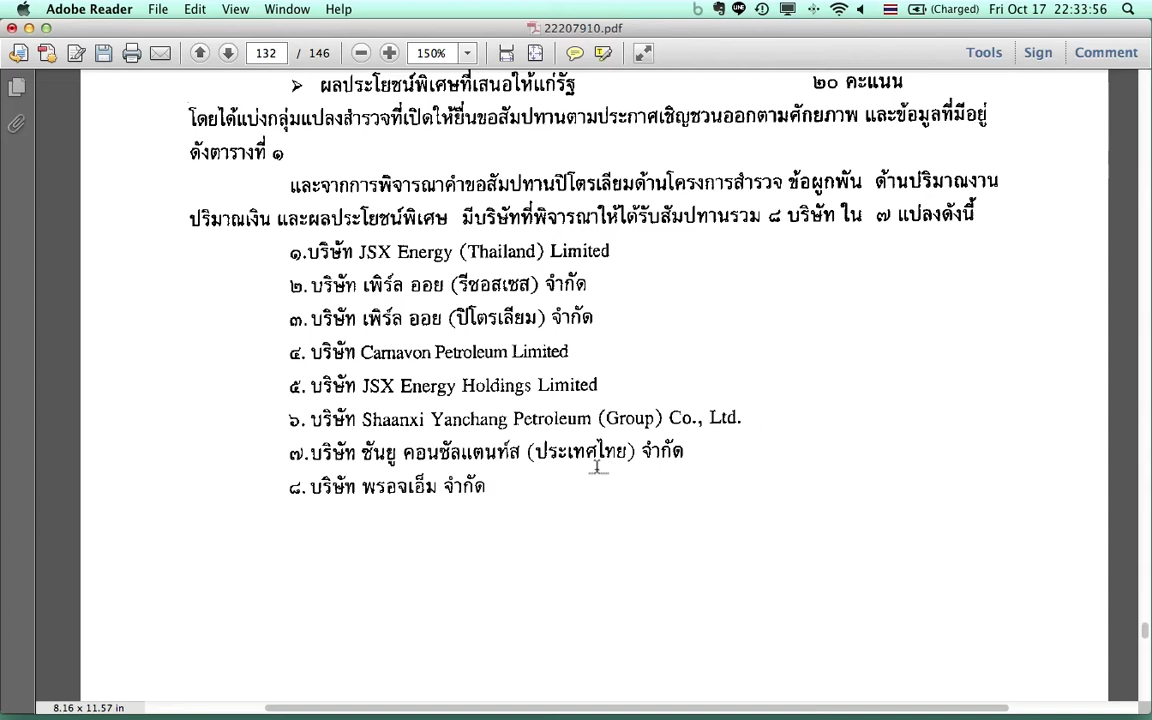 Adobe Reader File Edit View Window Help (Charged) Fri Oct 17 22:33:56
22207910.pdf
132 / 146 150% Tools Sign Comment
➢ ผลประโยชน์พิเศษที่เสนอให้แก่รัฐ ๒๐ คะแนน
โดยได้แบ่งกลุ่มแปลงสำรวจที่เปิดให้ยื่นขอสัมปทานตามประกาศเชิญชวนออกตามศักยภาพ และข้อมูลที่มีอยู่
ดังตารางที่ ๑
และจากการพิจารณาคำขอสัมปทานปิโตรเลียมด้านโครงการสำรวจ ข้อผูกพัน ด้านปริมาณงาน
ปริมาณเงิน และผลประโยชน์พิเศษ มีบริษัทที่พิจารณาให้ได้รับสัมปทานรวม ๘ บริษัท ใน ๗ แปลงดังนี้
๑.บริษัท JSX Energy (Thailand) Limited
๒. บริษัท เพิร์ล ออย (รีซอสเซส) จำกัด
๓. บริษัท เพิร์ล ออย (ปิโตรเลียม) จำกัด
๔. บริษัท Carnavon Petroleum Limited
๕. บริษัท JSX Energy Holdings Limited
๖. บริษัท Shaanxi Yanchang Petroleum (Group) Co., Ltd.
๗.บริษัท ซันยู คอนซัลแตนท์ส (ประเทศไทย) จำกัด
๘. บริษัท พรอจเอ็ม จำกัด
8.16 x 11.57 in